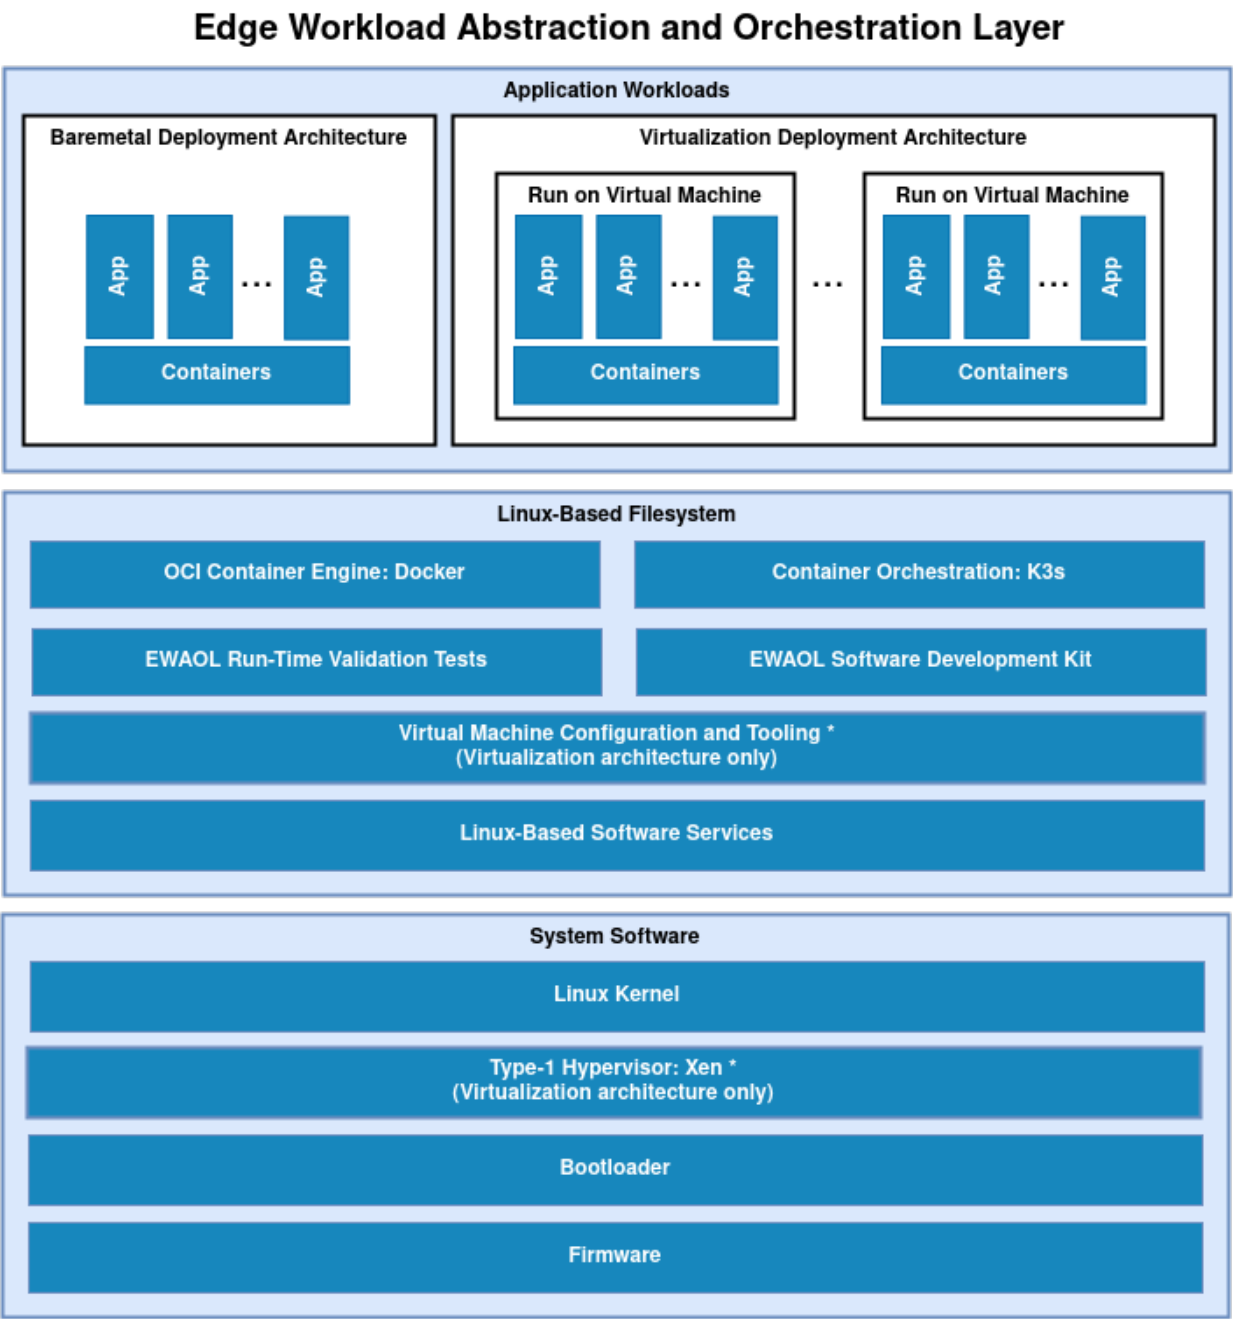 Edge Workload Abstraction and Orchestration Layer
Application Workloads
Baremetal Deployment Architecture
App
App
...
App
Containers
Virtualization Deployment Architecture
Run on Virtual Machine
App
App
...
App
Containers
...
Run on Virtual Machine
App
App
...
App
Containers
Linux-Based Filesystem
OCI Container Engine: Docker
Container Orchestration: K3s
EWAOL Run-Time Validation Tests
EWAOL Software Development Kit
Virtual Machine Configuration and Tooling *
(Virtualization architecture only)
Linux-Based Software Services
System Software
Linux Kernel
Type-1 Hypervisor: Xen *
(Virtualization architecture only)
Bootloader
Firmware